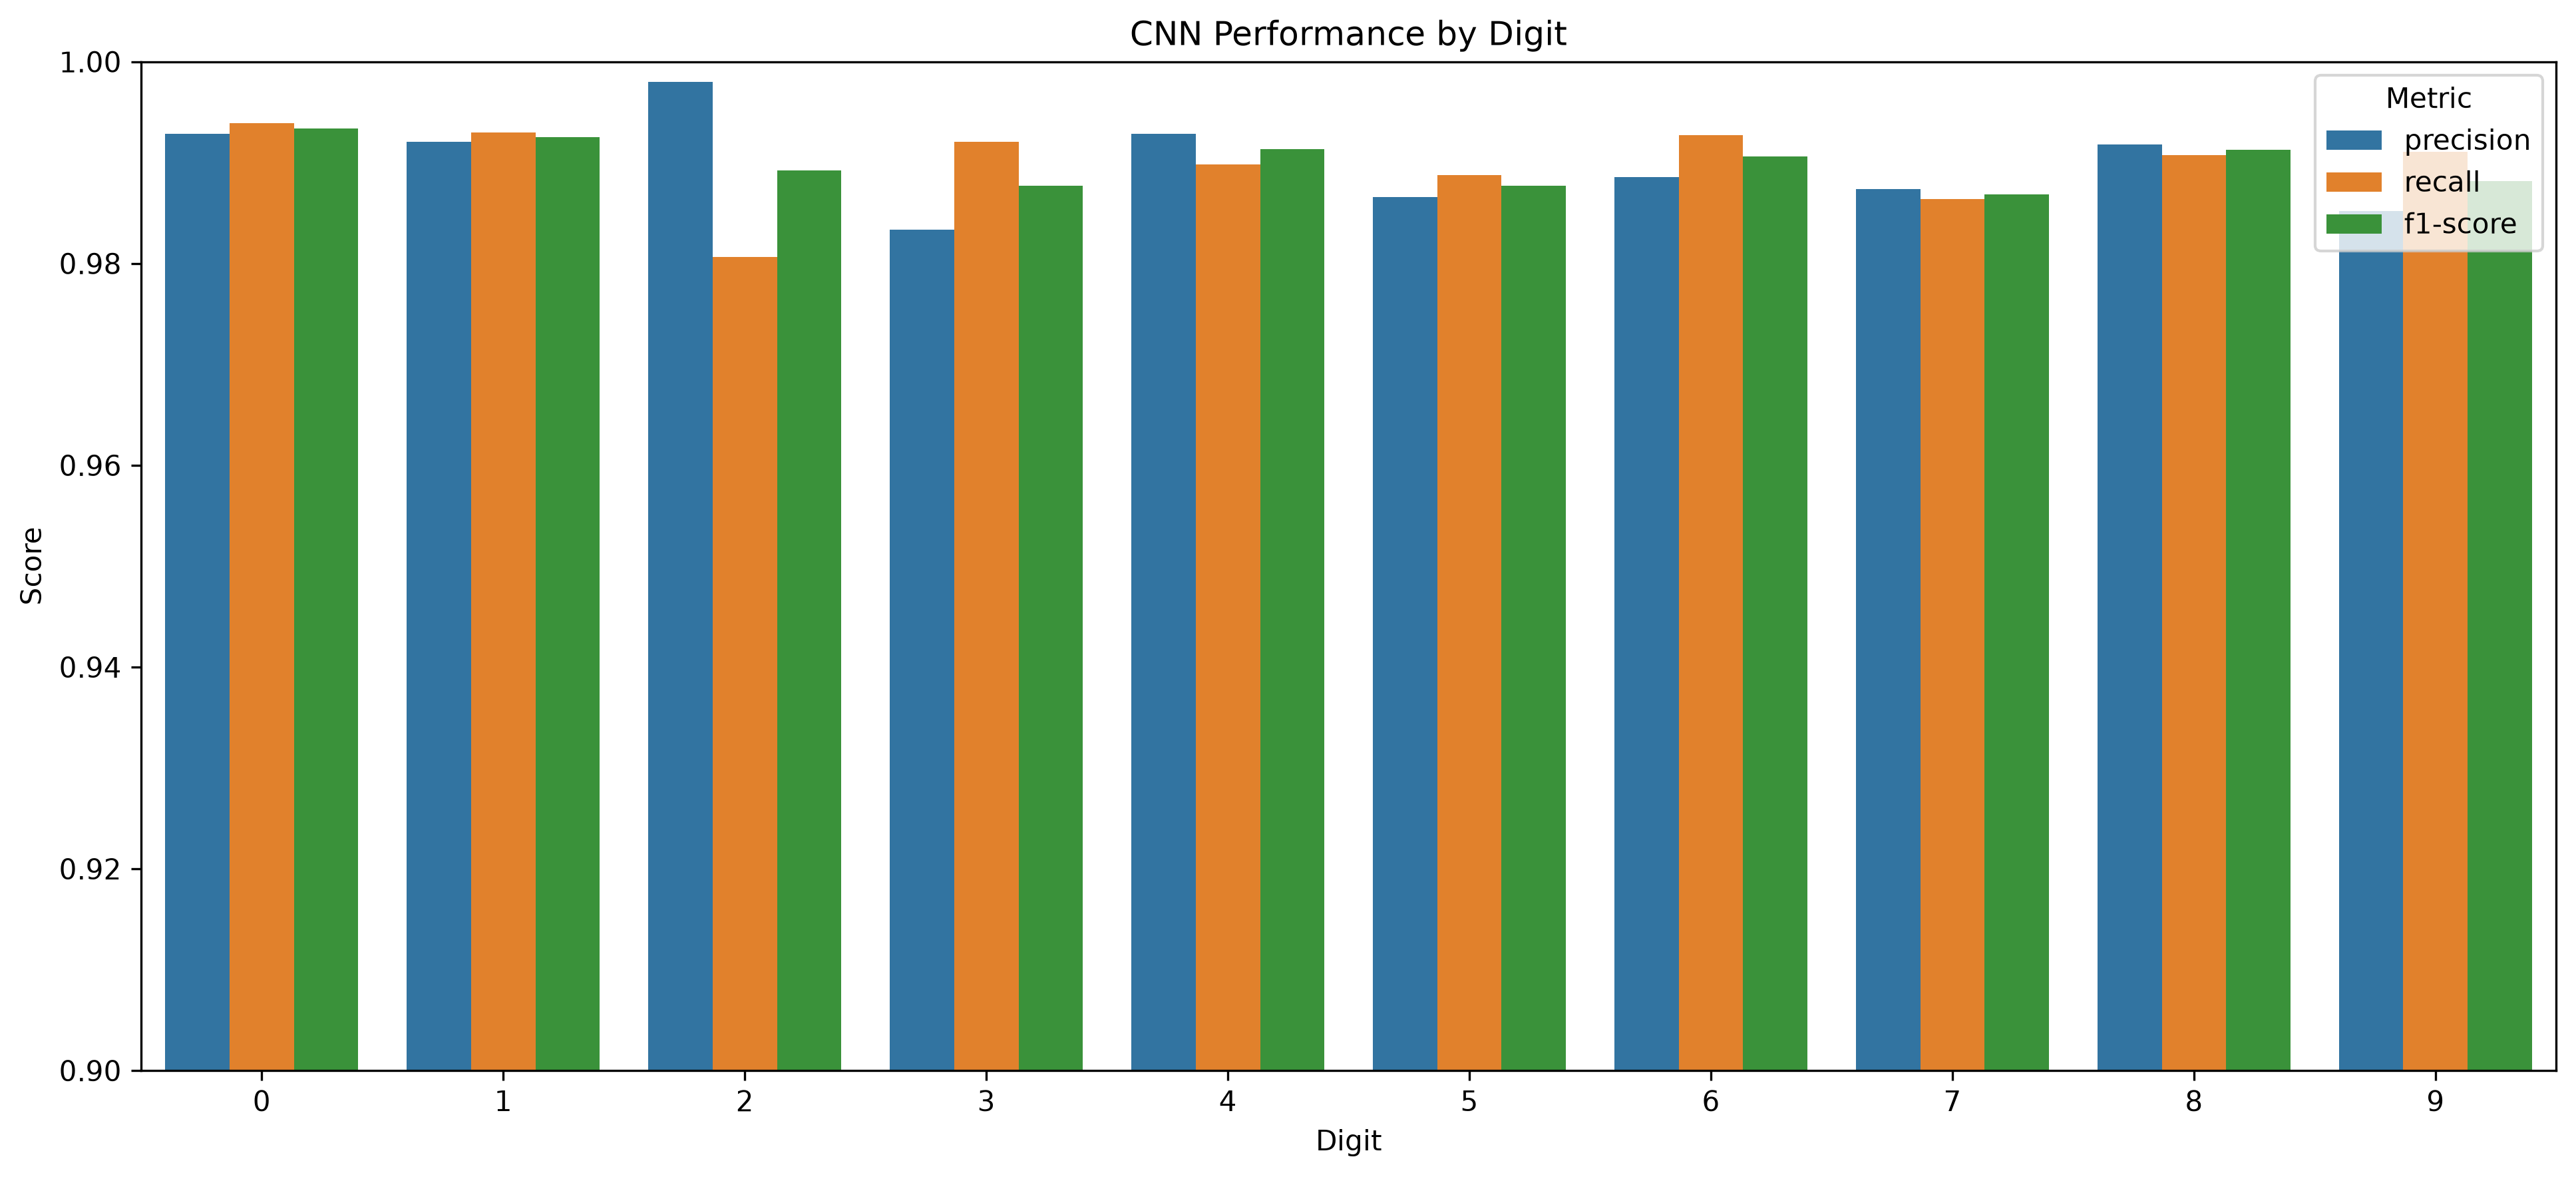 CNN Performance by Digit
1.00
0.98
0.96
0.94
0.92
0.90
Score
Metric
precision
recall
f1-score
0 1 2 3 4 5 6 7 8 9
Digit